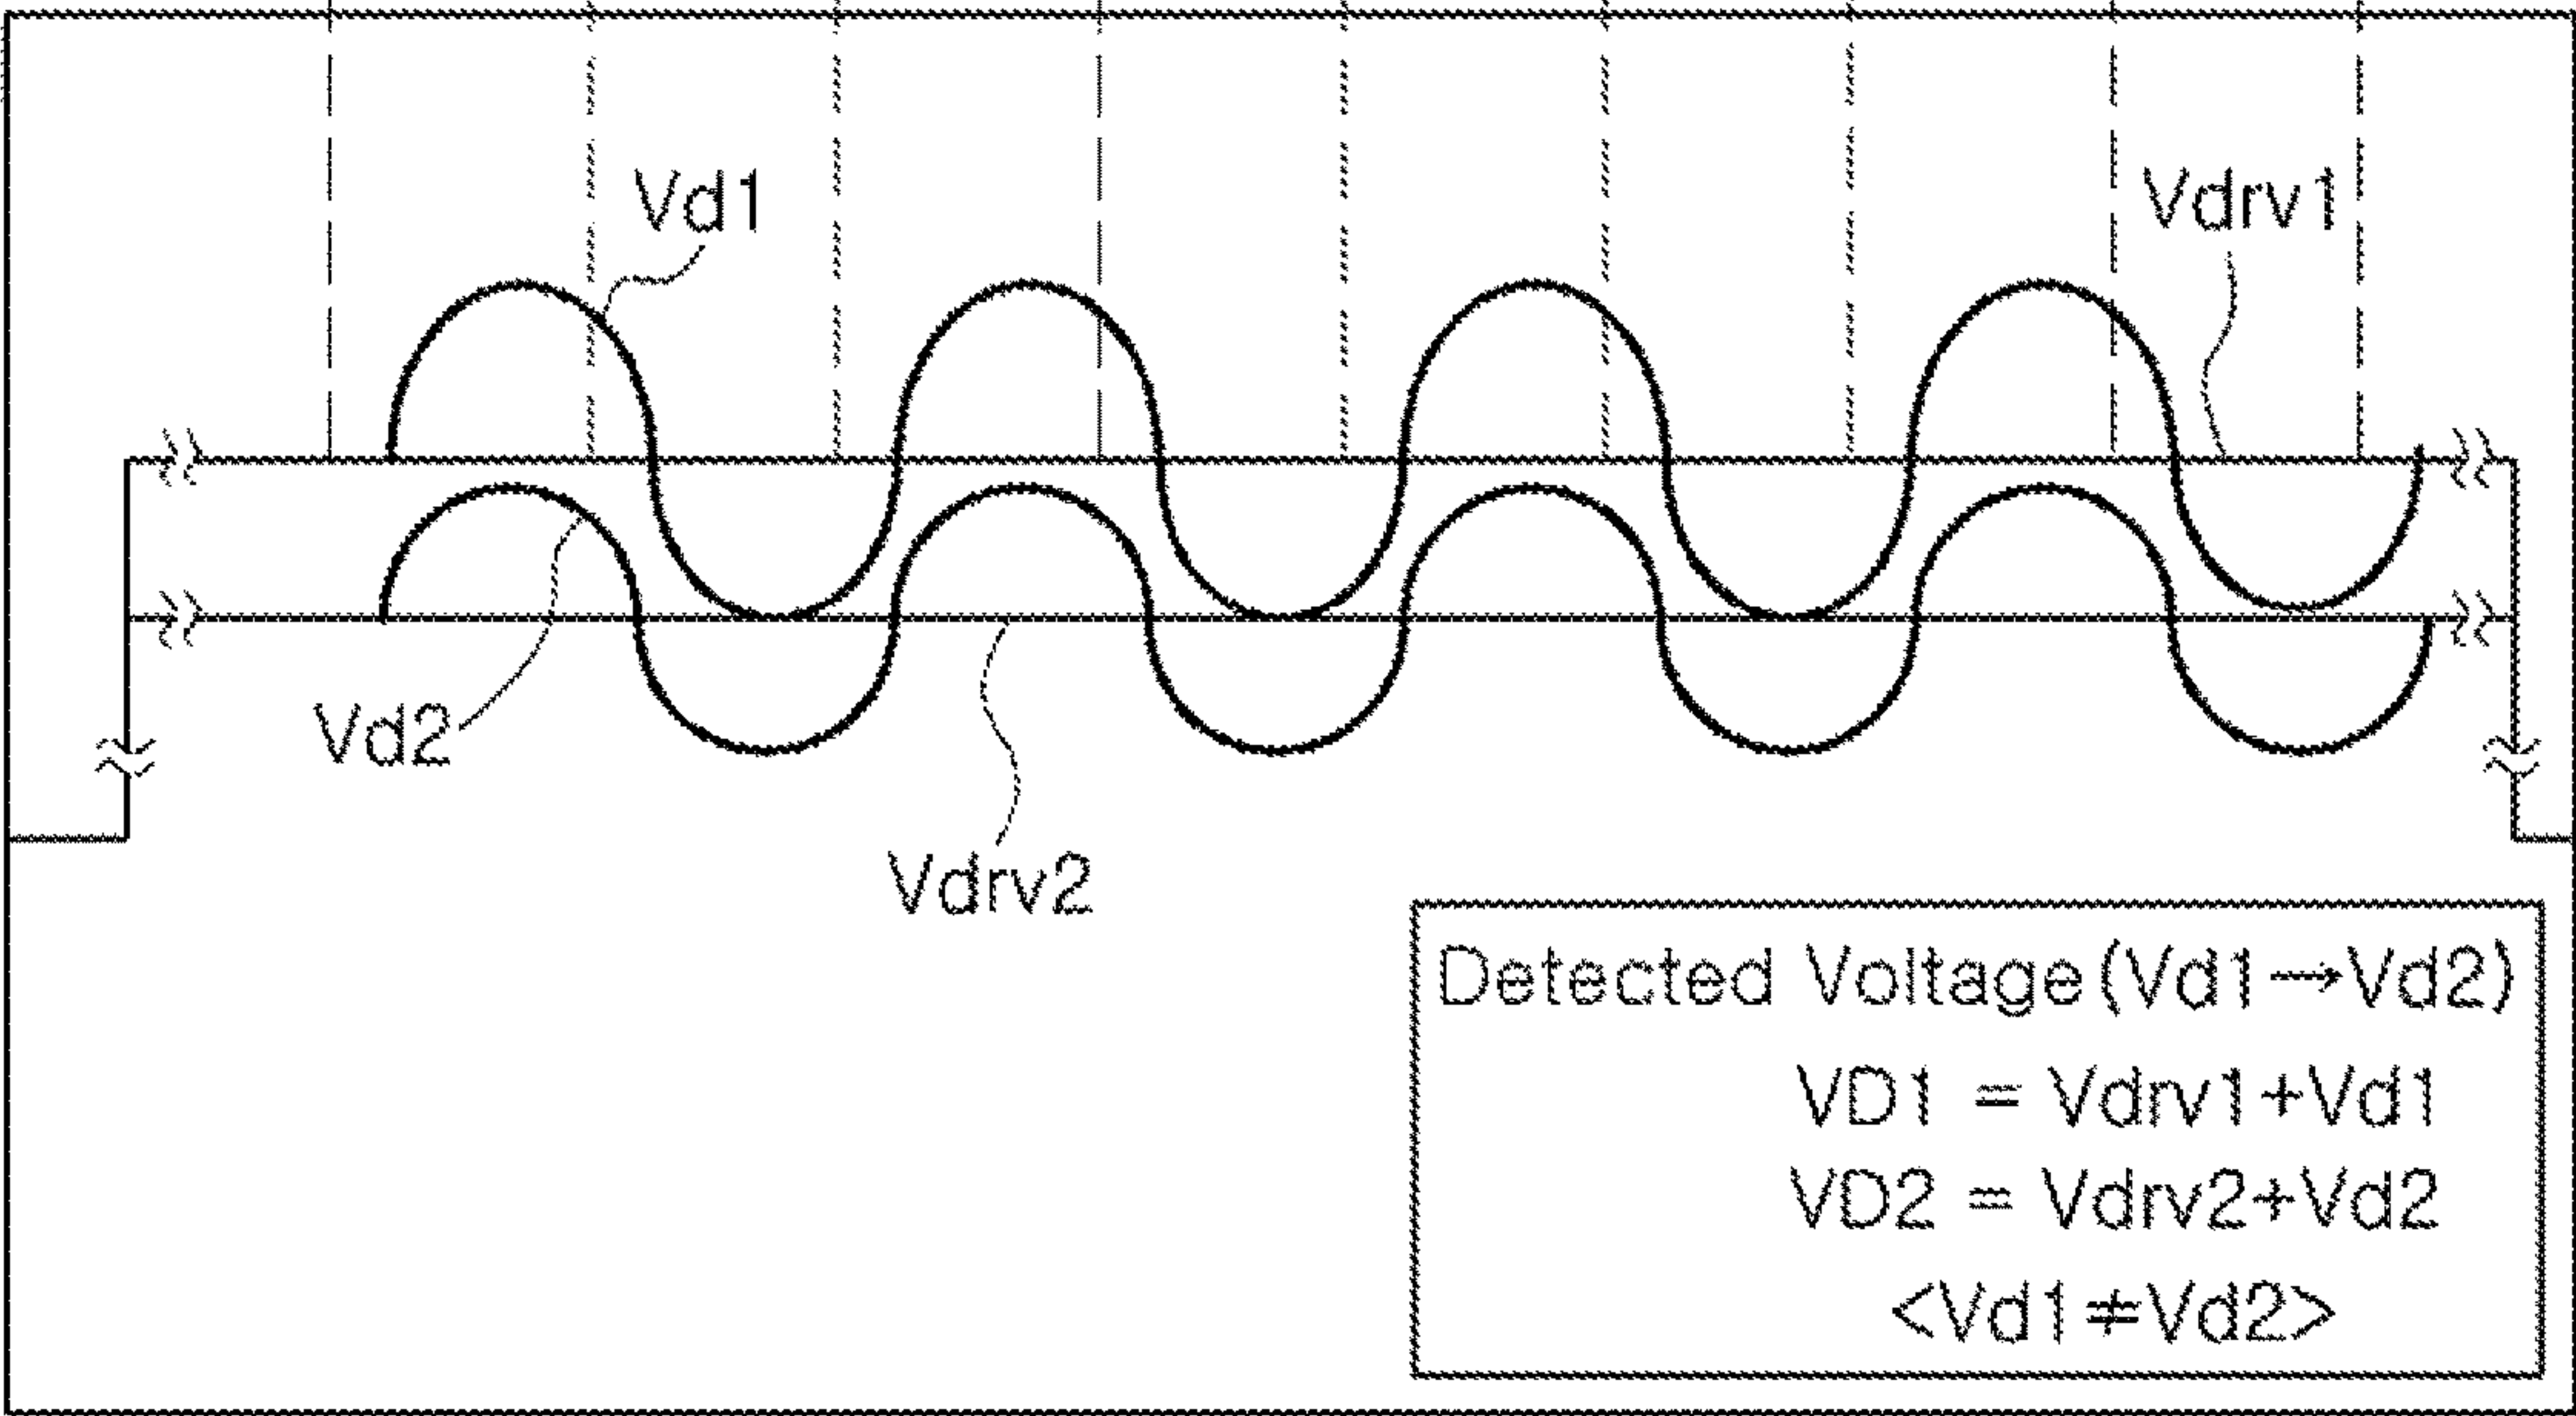 Vd1
Vdrv1
Vd2
Vdrv2
Detected Voltage(Vd1→Vd2)
VD1 = Vdrv1+Vd1
VD2 = Vdrv2+Vd2
<Vd1≠Vd2>